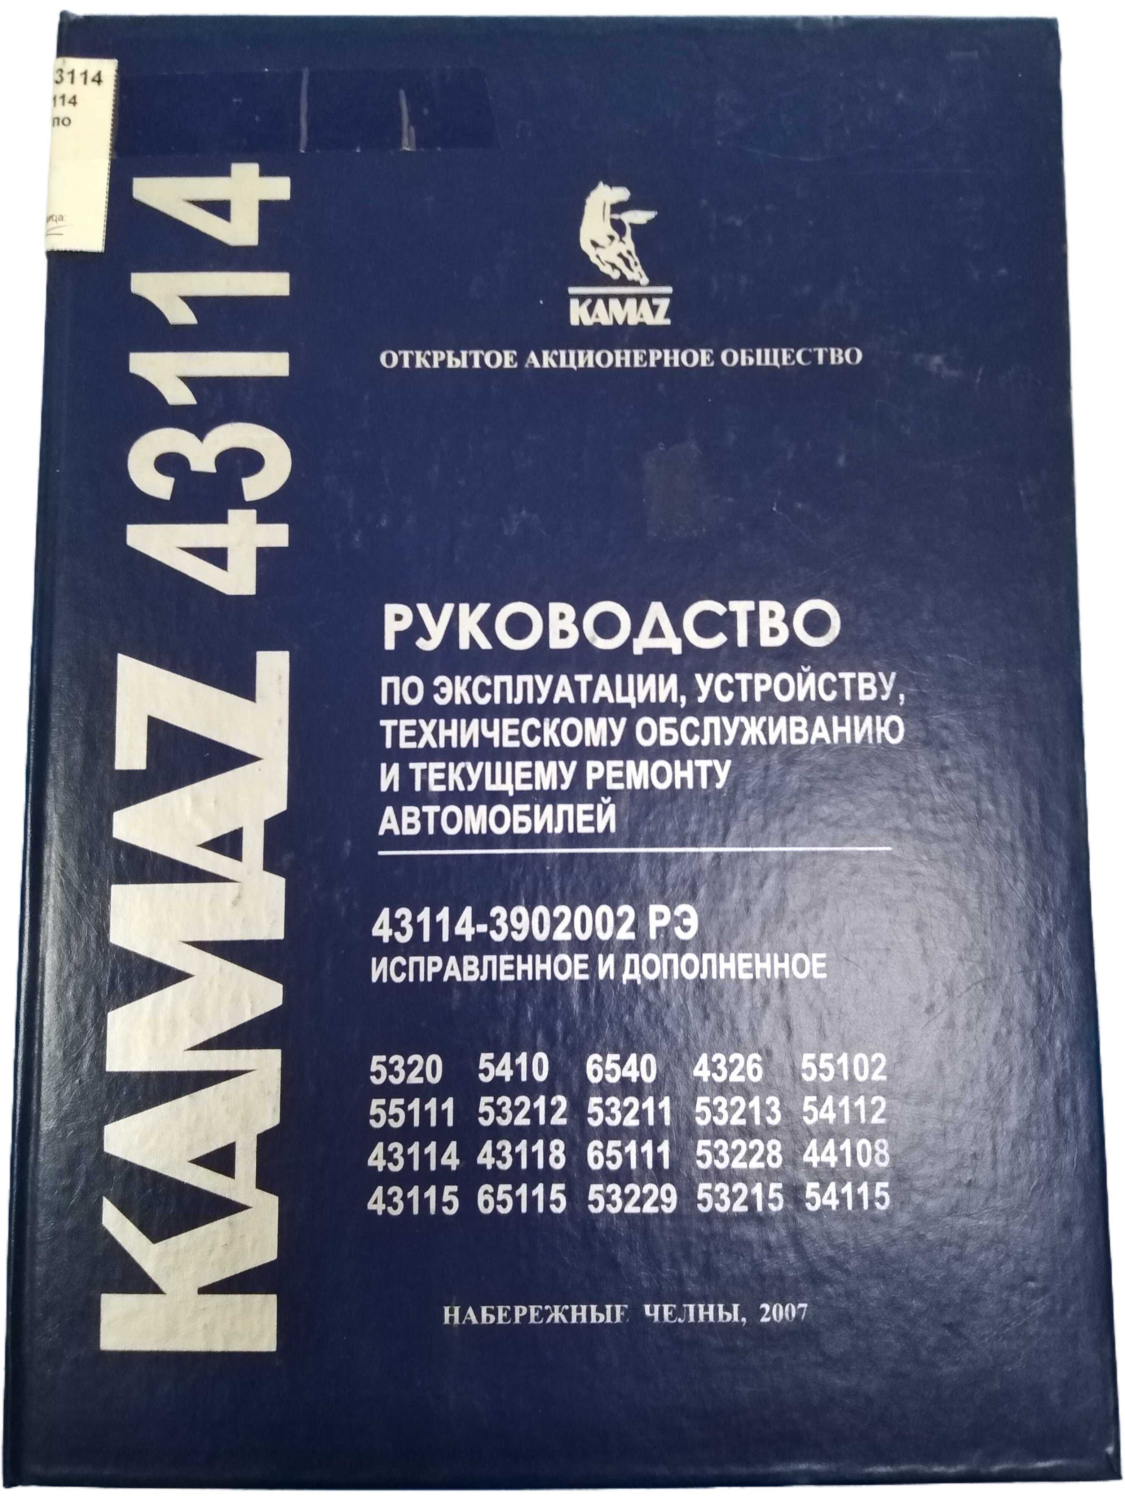 3114
114
по
ица:
KAMAZ 43114
KAMAZ
ОТКРЫТОЕ АКЦИОНЕРНОЕ ОБЩЕСТВО
РУКОВОДСТВО
ПО ЭКСПЛУАТАЦИИ, УСТРОЙСТВУ,
ТЕХНИЧЕСКОМУ ОБСЛУЖИВАНИЮ
И ТЕКУЩЕМУ РЕМОНТУ
АВТОМОБИЛЕЙ
43114-3902002 РЭ
ИСПРАВЛЕННОЕ И ДОПОЛНЕННОЕ
5320 5410 6540 4326 55102
55111 53212 53211 53213 54112
43114 43118 65111 53228 44108
43115 65115 53229 53215 54115
НАБЕРЕЖНЫЕ ЧЕЛНЫ, 2007